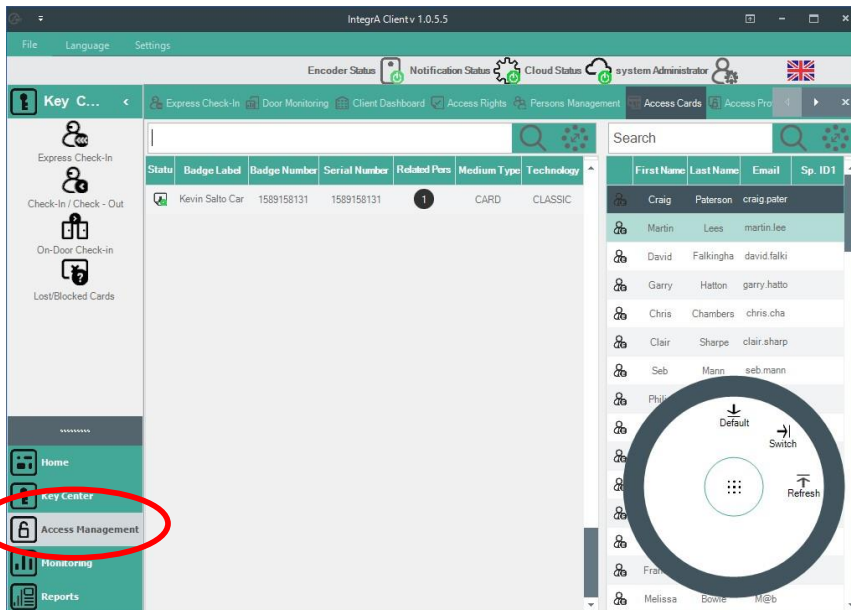 IntegrA Client v 1.0.5.5
File Language Settings
Encoder Status Notification Status Cloud Status system Administrator
Key C...
Express Check-In Door Monitoring Client Dashboard Access Rights Persons Management Access Cards Access Pro
Express Check-In
Check-In / Check - Out
On-Door Check-in
Lost/Blocked Cards
Home
Key Center
Access Management
Monitoring
Reports
Statu Badge Label Badge Number Serial Number Related Pers Medium Type Technology
Kevin Salto Car 1589158131 1589158131 1 CARD CLASSIC
Search
First Name Last Name Email Sp. ID1
Craig Paterson craig.pater
Martin Lees martin.lee
David Falkingha david.falki
Garry Hatton garry.hatto
Chris Chambers chris.cha
Clair Sharpe clair.sharp
Seb Mann seb.mann
Default
Switch
Refresh
Melissa Bowie M@b